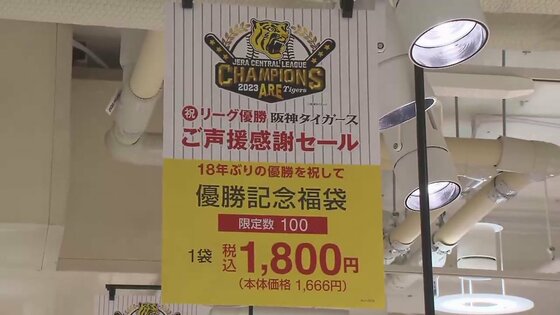 JERA CENTRAL LEAGUE
CHAMPIONS
2023 ARE Tigers
祝 リーグ優勝 阪神タイガース
ご声援感謝セール
18年ぶりの優勝を祝して
優勝記念福袋
限定数 100
1袋 税込 1,800円
(本体価格 1,666円)